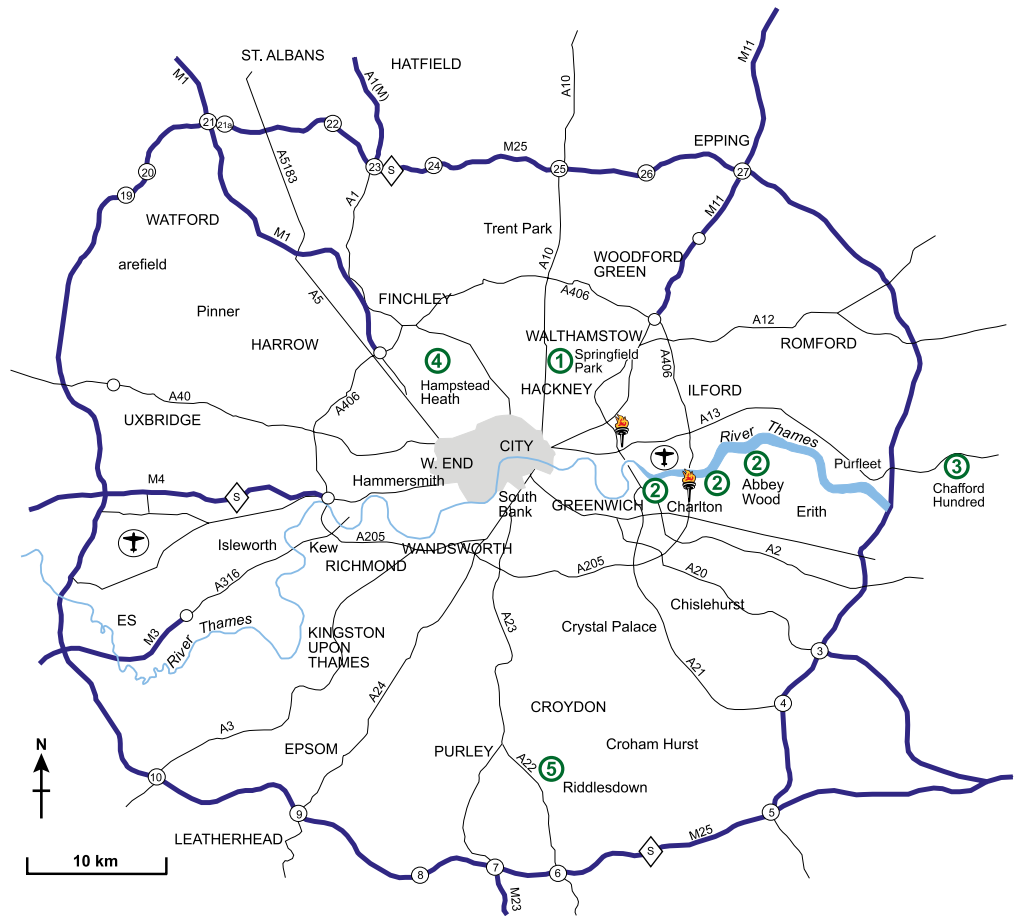 ST. ALBANS
HATFIELD
M1
A1(M)
A10
M11
21
21a
22
EPPING
M25
23
S
24
25
26
27
20
19
A5183
A1
M11
WATFORD
M1
Trent Park
A10
WOODFORD
GREEN
arefield
A5
FINCHLEY
A406
Pinner
HARROW
WALTHAMSTOW
A12
ROMFORD
4
1
Springfield
Park
A406
Hampstead
Heath
HACKNEY
ILFORD
A40
A406
UXBRIDGE
A13
River Thames
CITY
W. END
Purfleet
2
3
M4
Hammersmith
S
South
Bank
GREENWICH
2
2
Abbey
Wood
Charlton
Chafford
Hundred
Erith
Isleworth
Kew
A205
WANDSWORTH
RICHMOND
A2
A205
A20
A316
ES
M3
River Thames
KINGSTON
UPON
THAMES
A23
Chislehurst
Crystal Palace
3
A21
A24
4
A3
CROYDON
N
EPSOM
PURLEY
Croham Hurst
A22
5
Riddlesdown
10
9
5
LEATHERHEAD
M25
S
10 km
8
7
6
M23